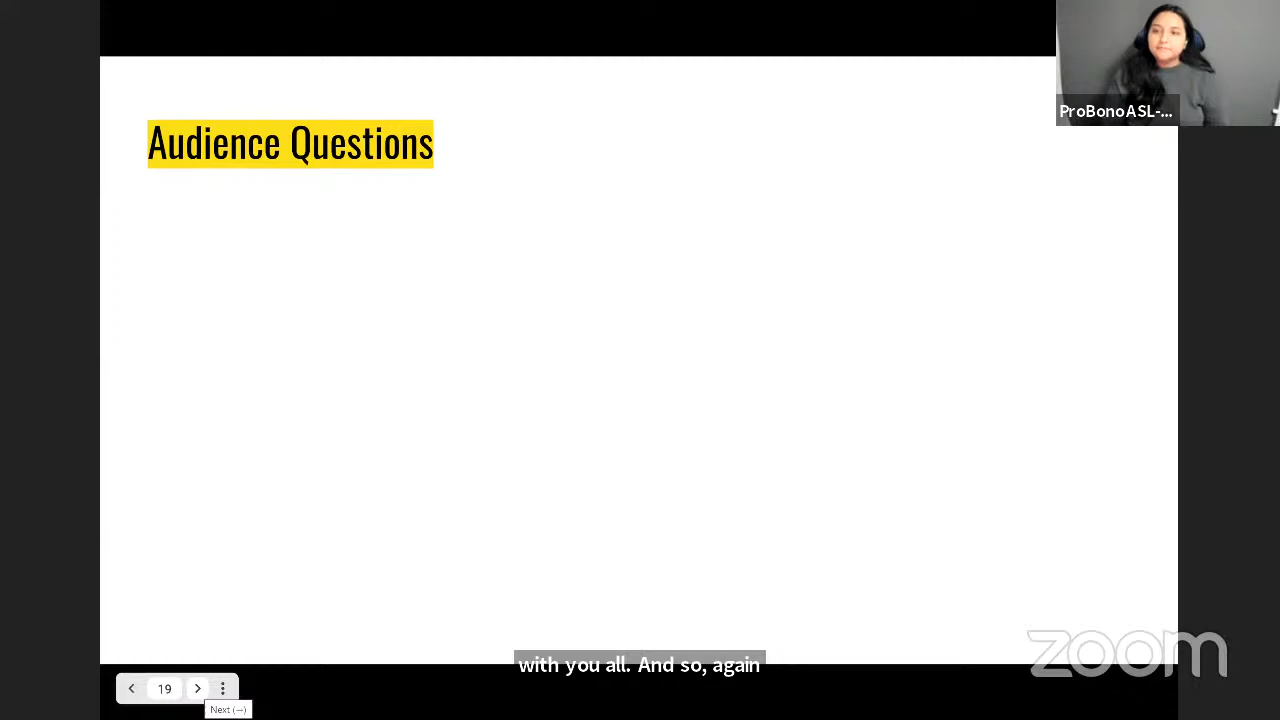 ProBonoASL-...
Audience Questions
with you all. And so, again
zoom
19
Next (→)